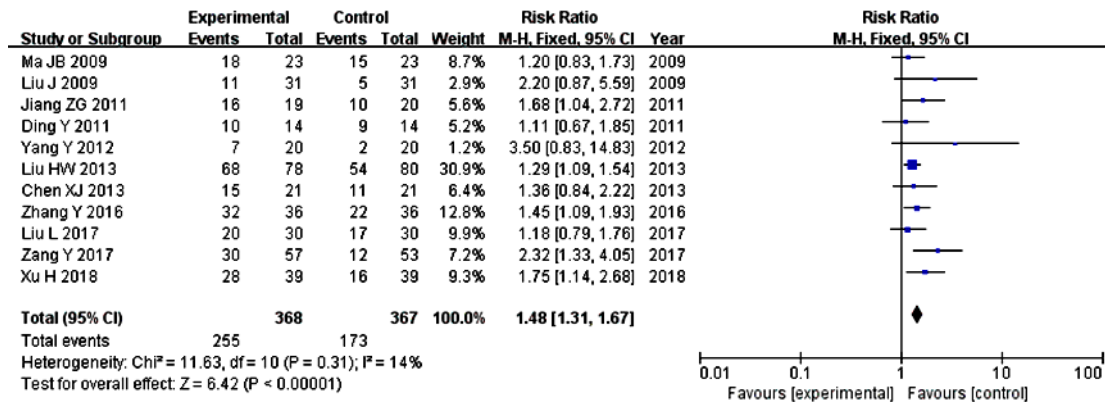 Experimental Control Risk Ratio Risk Ratio
Study or Subgroup Events Total Events Total Weight M-H, Fixed, 95% CI Year M-H, Fixed, 95% CI
Ma JB 2009 18 23 15 23 8.7% 1.20 [0.83, 1.73] 2009
Liu J 2009 11 31 5 31 2.9% 2.20 [0.87, 5.59] 2009
Jiang ZG 2011 16 19 10 20 5.6% 1.68 [1.04, 2.72] 2011
Ding Y 2011 10 14 9 14 5.2% 1.11 [0.67, 1.85] 2011
Yang Y 2012 7 20 2 20 1.2% 3.50 [0.83, 14.83] 2012
Liu HW 2013 68 78 54 80 30.9% 1.29 [1.09, 1.54] 2013
Chen XJ 2013 15 21 11 21 6.4% 1.36 [0.84, 2.22] 2013
Zhang Y 2016 32 36 22 36 12.8% 1.45 [1.09, 1.93] 2016
Liu L 2017 20 30 17 30 9.9% 1.18 [0.79, 1.76] 2017
Zang Y 2017 30 57 12 53 7.2% 2.32 [1.33, 4.05] 2017
Xu H 2018 28 39 16 39 9.3% 1.75 [1.14, 2.68] 2018
Total (95% CI) 368 367 100.0% 1.48 [1.31, 1.67]
Total events 255 173
Heterogeneity: Chi² = 11.63, df = 10 (P = 0.31); I² = 14%
Test for overall effect: Z = 6.42 (P < 0.00001)
0.01 0.1 1 10 100
Favours [experimental] Favours [control]